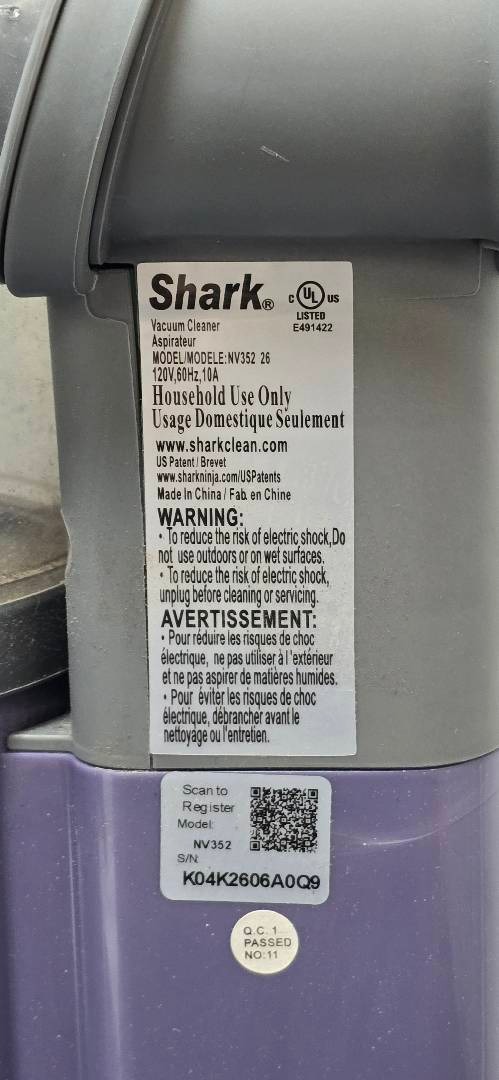 Shark®
c UL us
LISTED
E491422
Vacuum Cleaner
Aspirateur
MODEL/MODELE:NV352 26
120V,60Hz,10A
Household Use Only
Usage Domestique Seulement
www.sharkclean.com
US Patent / Brevet
www.sharkninja.com/USPatents
Made In China / Fab. en Chine
WARNING:
• To reduce the risk of electric shock,Do
not use outdoors or on wet surfaces.
• To reduce the risk of electric shock,
unplug before cleaning or servicing.
AVERTISSEMENT:
• Pour réduire les risques de choc
électrique, ne pas utiliser à l'extérieur
et ne pas aspirer de matières humides.
• Pour éviter les risques de choc
électrique, débrancher avant le
nettoyage ou l'entretien.
Scan to
Register
Model:
NV352
S/N:
K04K2606A0Q9
Q.C. 1
PASSED
NO:11